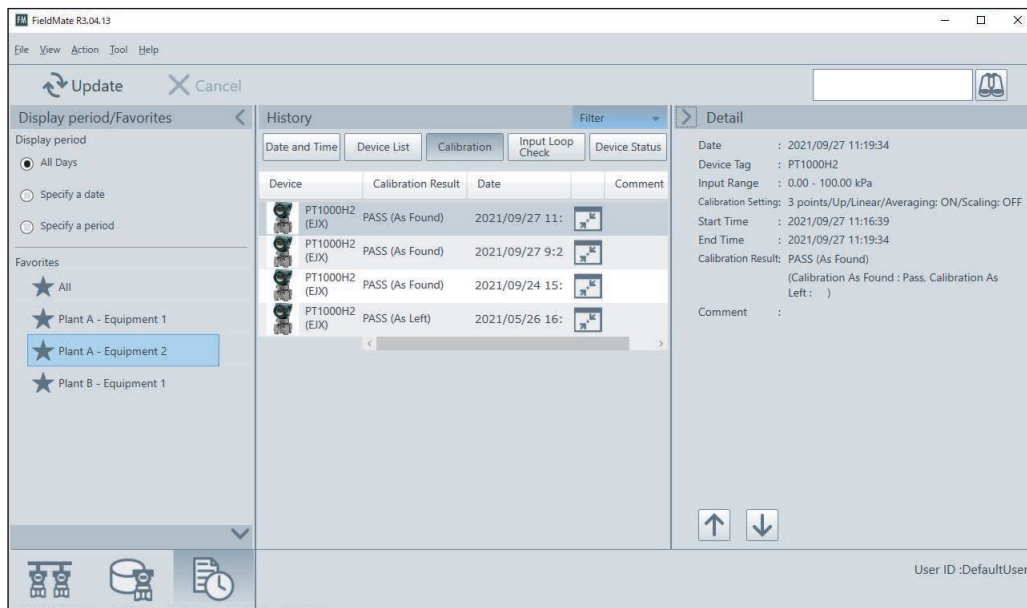 FM FieldMate R3.04.13
File View Action Tool Help
Update Cancel
Display period/Favorites
Display period
All Days
Specify a date
Specify a period
Favorites
All
Plant A - Equipment 1
Plant A - Equipment 2
Plant B - Equipment 1
History Filter
Date and Time Device List Calibration Input Loop Check Device Status
Device Calibration Result Date Comment
PT1000H2 (EJX) PASS (As Found) 2021/09/27 11:
PT1000H2 (EJX) PASS (As Found) 2021/09/27 9:2
PT1000H2 (EJX) PASS (As Found) 2021/09/24 15:
PT1000H2 (EJX) PASS (As Left) 2021/05/26 16:
Detail
Date : 2021/09/27 11:19:34
Device Tag : PT1000H2
Input Range : 0.00 - 100.00 kPa
Calibration Setting: 3 points/Up/Linear/Averaging: ON/Scaling: OFF
Start Time : 2021/09/27 11:16:39
End Time : 2021/09/27 11:19:34
Calibration Result: PASS (As Found)
(Calibration As Found : Pass, Calibration As
Left : )
Comment :
User ID :DefaultUser